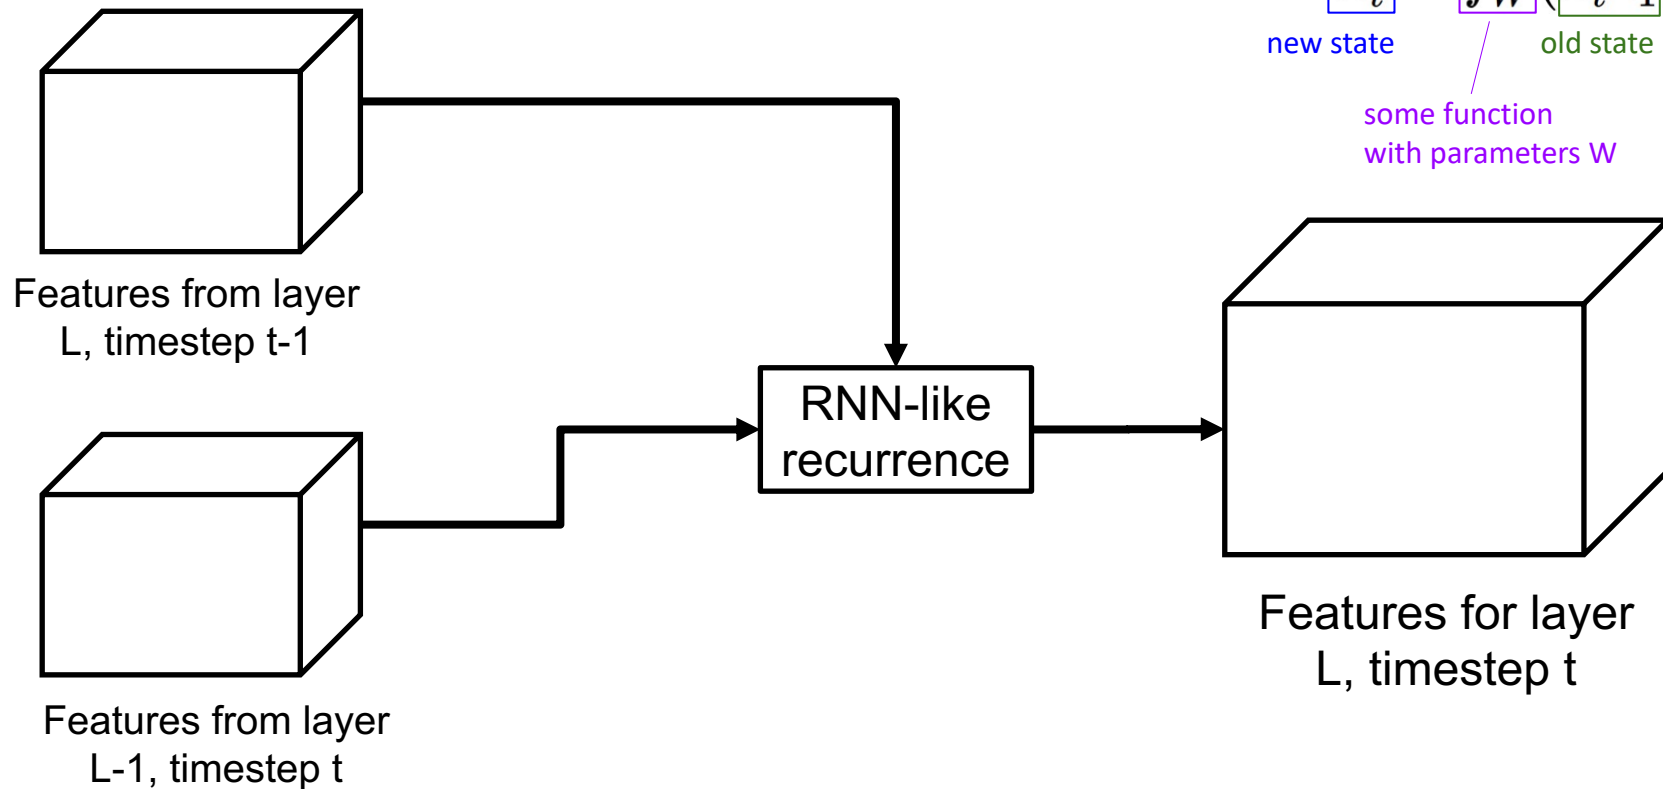 new state
old state
some function
with parameters W
Features from layer
L, timestep t-1
RNN-like
recurrence
Features from layer
L-1, timestep t
Features for layer
L, timestep t